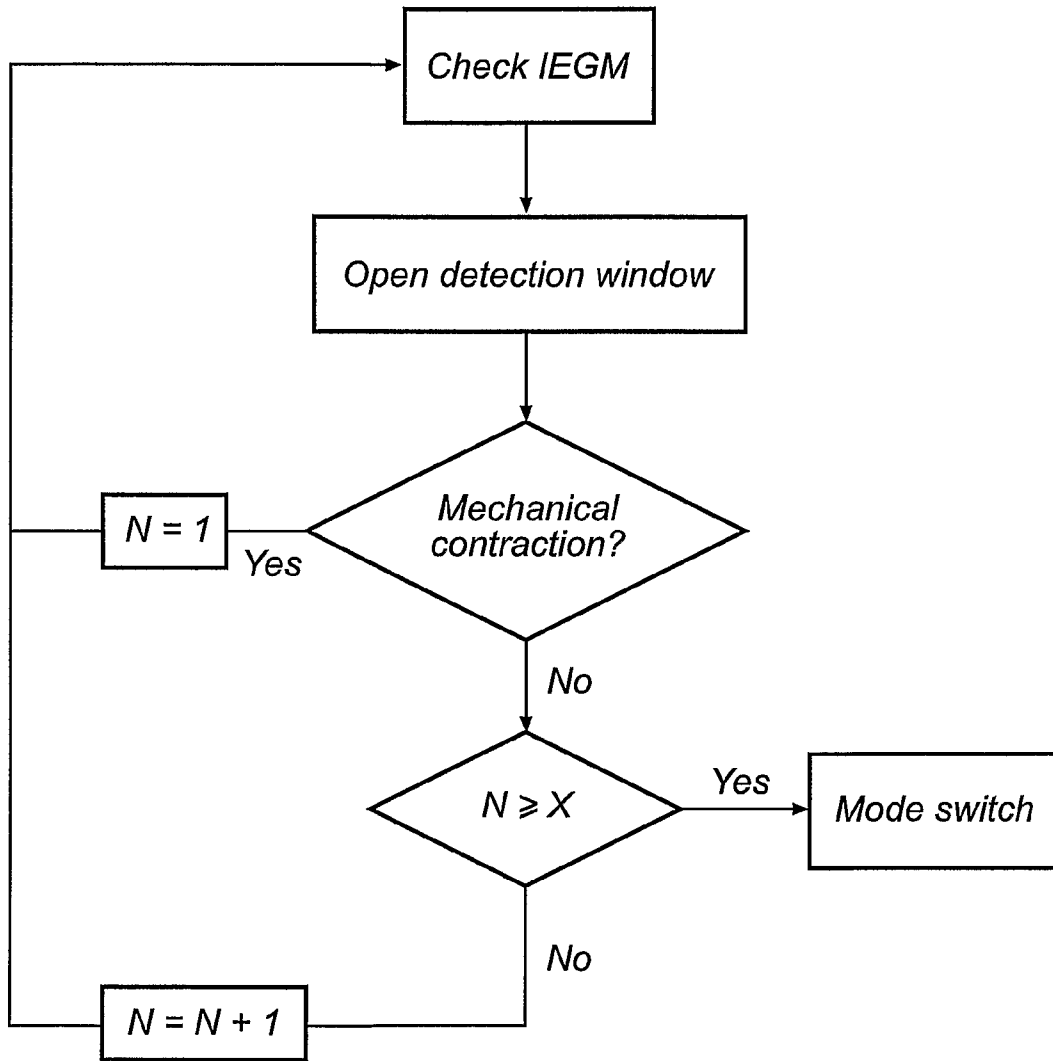 Check IEGM
Open detection window
Mechanical
contraction?
N = 1
Yes
No
N ⩾ X
Yes
Mode switch
No
N = N + 1